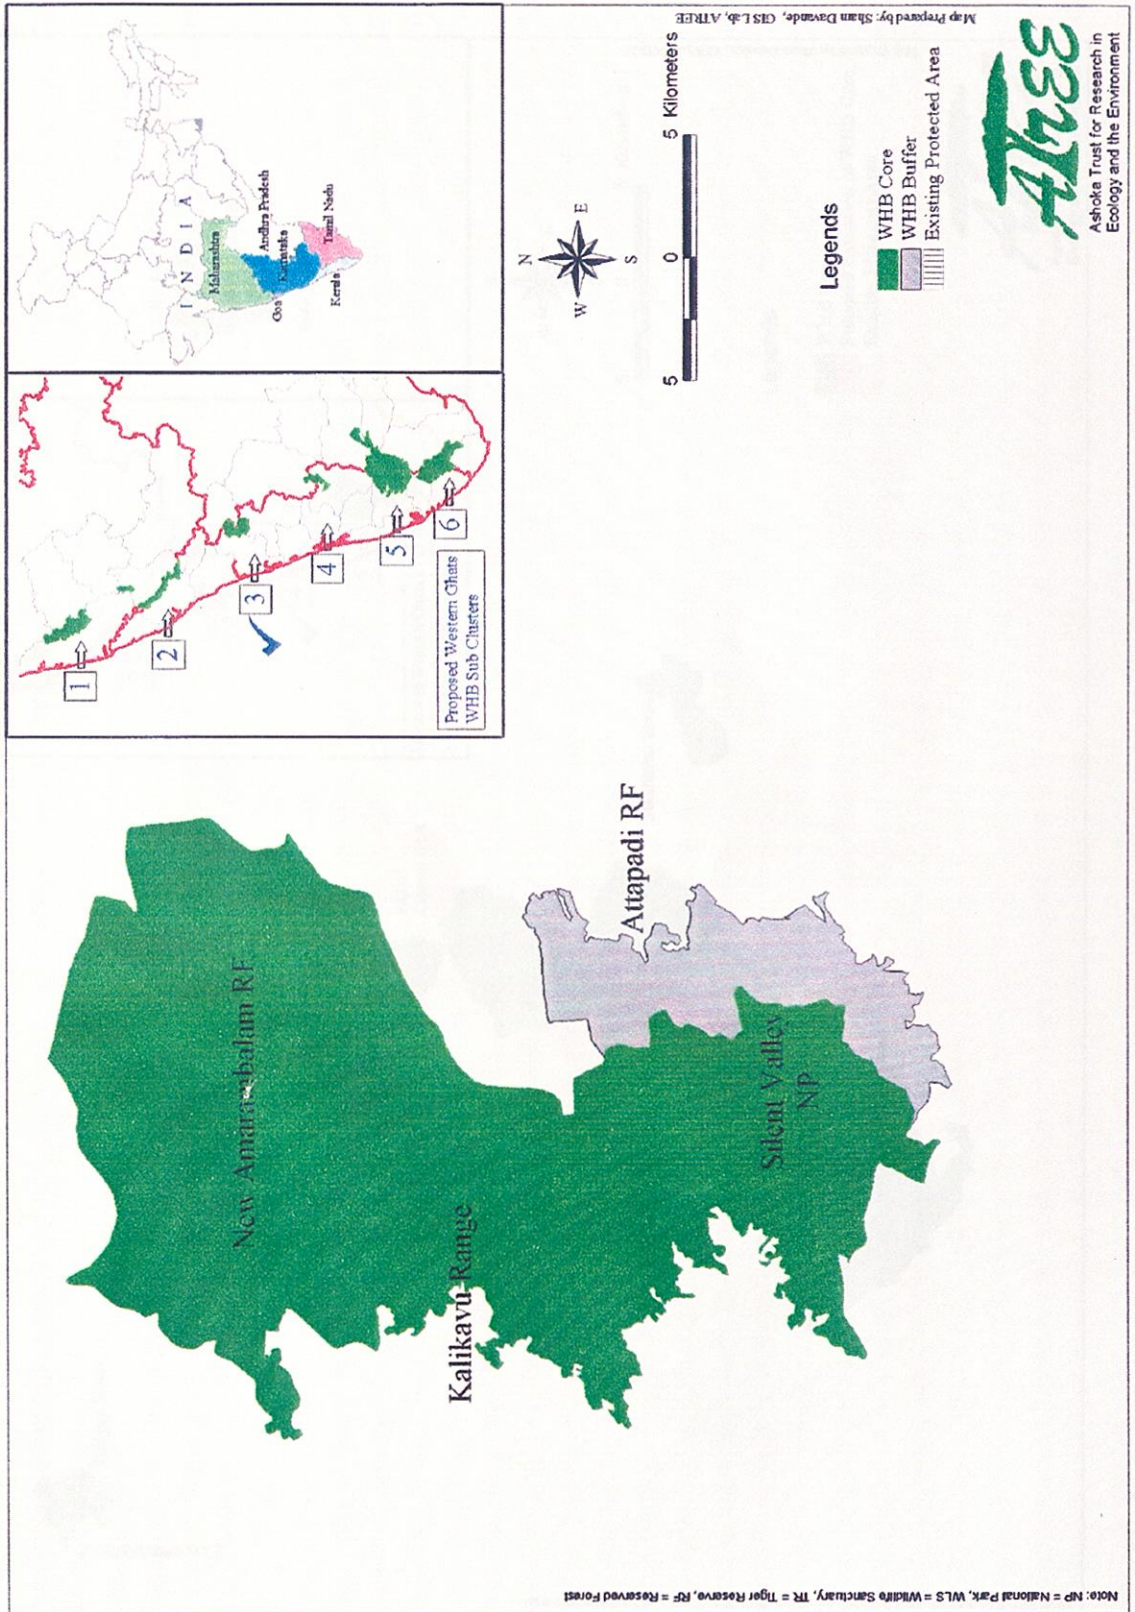 New Amarambalam RF
Kalikavu Range
Attapadi RF
Silent Valley
NP
1
2
3
4
5
6
Proposed Western Ghats
WHB Sub Clusters
I N D I A
Maharashtra
Andhra Pradesh
Goa
Karnataka
Tamil Nadu
Kerala
N
W
E
S
5 0 5 Kilometers
Legends
WHB Core
WHB Buffer
Existing Protected Area
ATREE
Ashoka Trust for Research in
Ecology and the Environment
Map Prepared by: Sham Davande, GIS Lab, ATREE
Note: NP = National Park, WLS = Wildlife Sanctuary, TR = Tiger Reserve, RF = Reserved Forest